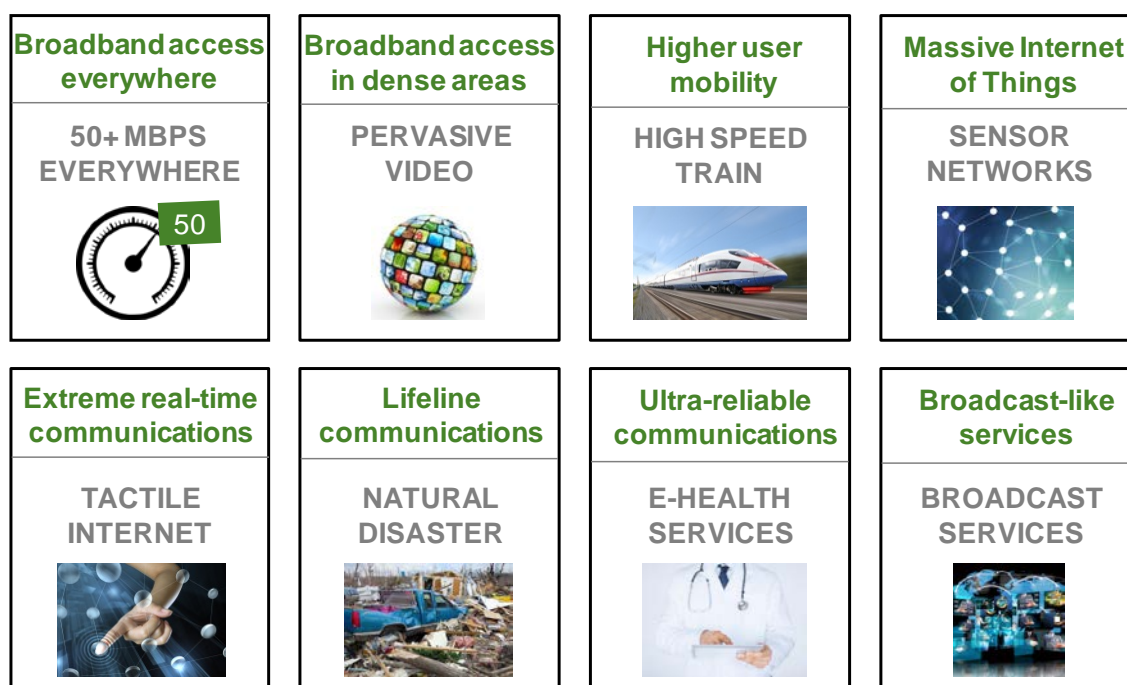 Broadband access
everywhere
50+ MBPS
EVERYWHERE
50
Broadband access
in dense areas
PERVASIVE
VIDEO
Higher user
mobility
HIGH SPEED
TRAIN
Massive Internet
of Things
SENSOR
NETWORKS
Extreme real-time
communications
TACTILE
INTERNET
Lifeline
communications
NATURAL
DISASTER
Ultra-reliable
communications
E-HEALTH
SERVICES
Broadcast-like
services
BROADCAST
SERVICES